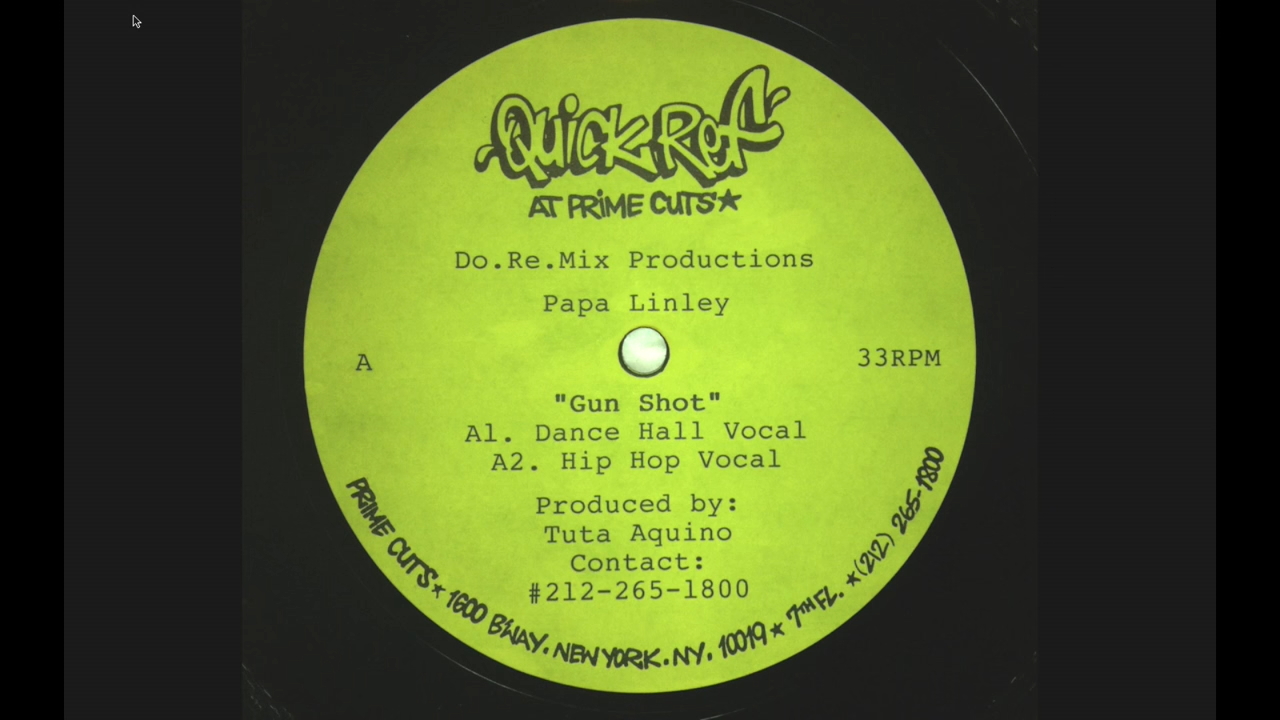 Quick Ref
AT PRiME CUTS★
Do.Re.Mix Productions
Papa Linley
A
33RPM
"Gun Shot"
A1. Dance Hall Vocal
A2. Hip Hop Vocal
Produced by:
Tuta Aquino
Contact:
#212-265-1800
PRIME CUTS★ 1600 B'WAY. NEW YORK. NY. 10019★ 7TH FL. ★(212) 265-1800